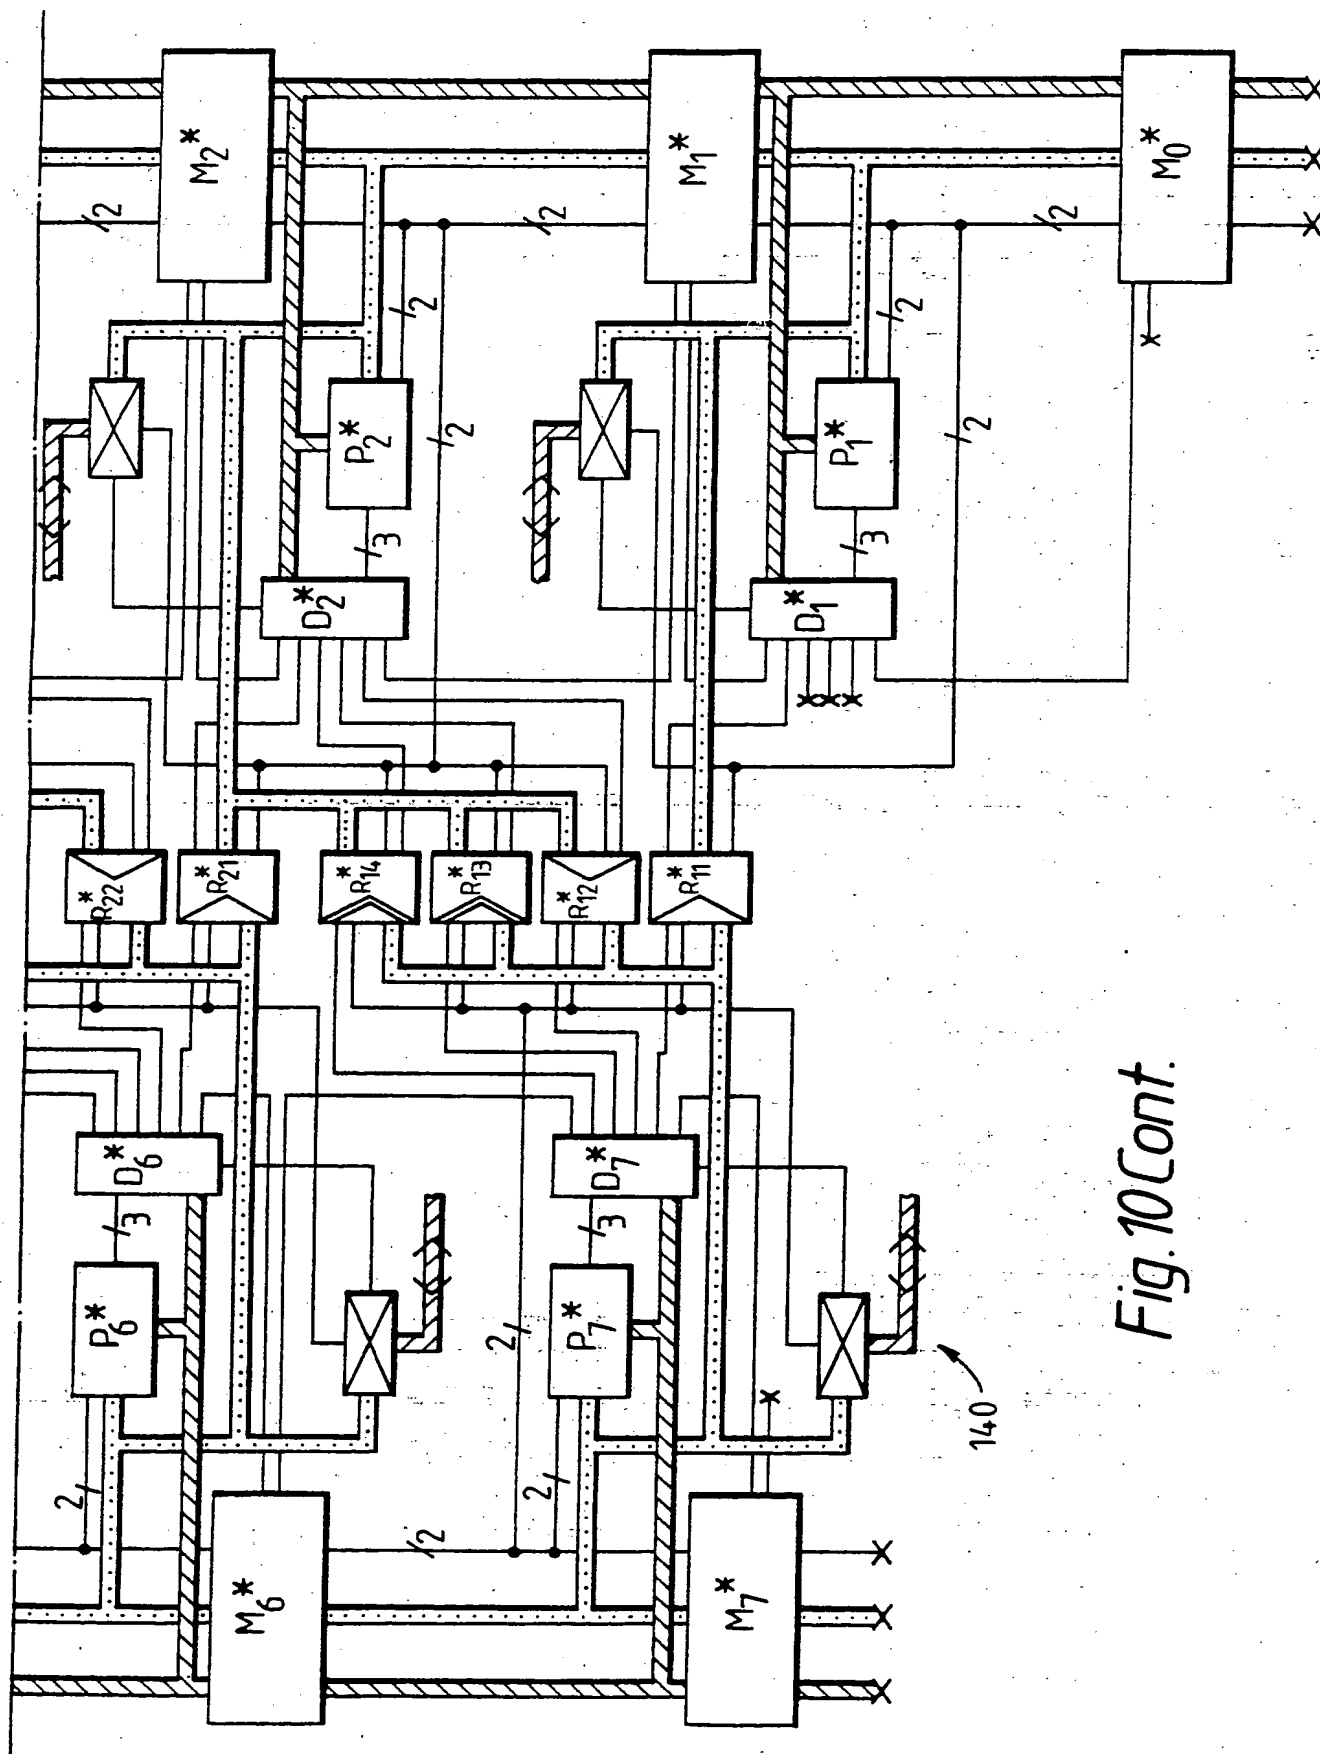 M2*
M1*
M0*
/2
/2
/2
/2
/2
/2
/2
P2*
P1*
/3
/3
D2*
D1*
R22*
R21*
R14*
R13*
R12*
R11*
D6*
D7*
/3
/3
P6*
P7*
2/
2/
2/
/2
M6*
M7*
140
Fig. 10 Cont.